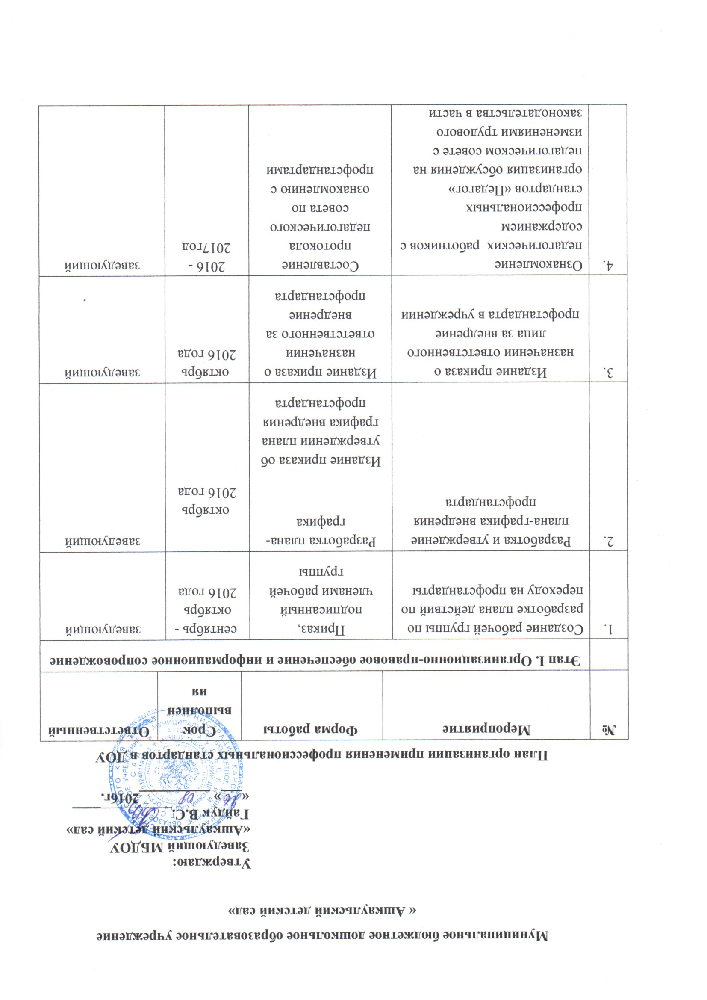 Муниципальное бюджетное дошкольное образовательное учреждение
« Ашкаульский детский сад»
Утверждаю:
Заведующий МБДОУ
«Ашкаульский детский сад»
Гайдук В.С.
« » 2016г.
План организации применения профессиональных стандартов в ДОУ
№
Мероприятие
Форма работы
Срок
выполнен
ия
Ответственный
Этап I. Организационно-правовое обеспечение и информационное сопровождение
1.
Создание рабочей группы по
разработке плана действий по
переходу на профстандарты
Приказ,
подписанный
членами рабочей
группы
сентябрь -
октябрь
2016 года
заведующий
2.
Разработка и утверждение
плана-графика внедрения
профстандарта
Разработка плана-
графика
Издание приказа об
утверждении плана
графика внедрения
профстандарта
октябрь
2016 года
заведующий
3.
Издание приказа о
назначении ответственного
лица за внедрение
профстандарта в учреждении
Издание приказа о
назначении
ответственного за
внедрение
профстандарта
октябрь
2016 года
заведующий
4.
Ознакомление
педагогических работников с
содержанием
профессиональных
стандартов «Педагог»
организация обсуждения на
педагогическом совете с
изменениями трудового
законодательства в части
Составление
протокола
педагогического
совета по
ознакомлению с
профстандартами
2016 -
2017год
заведующий